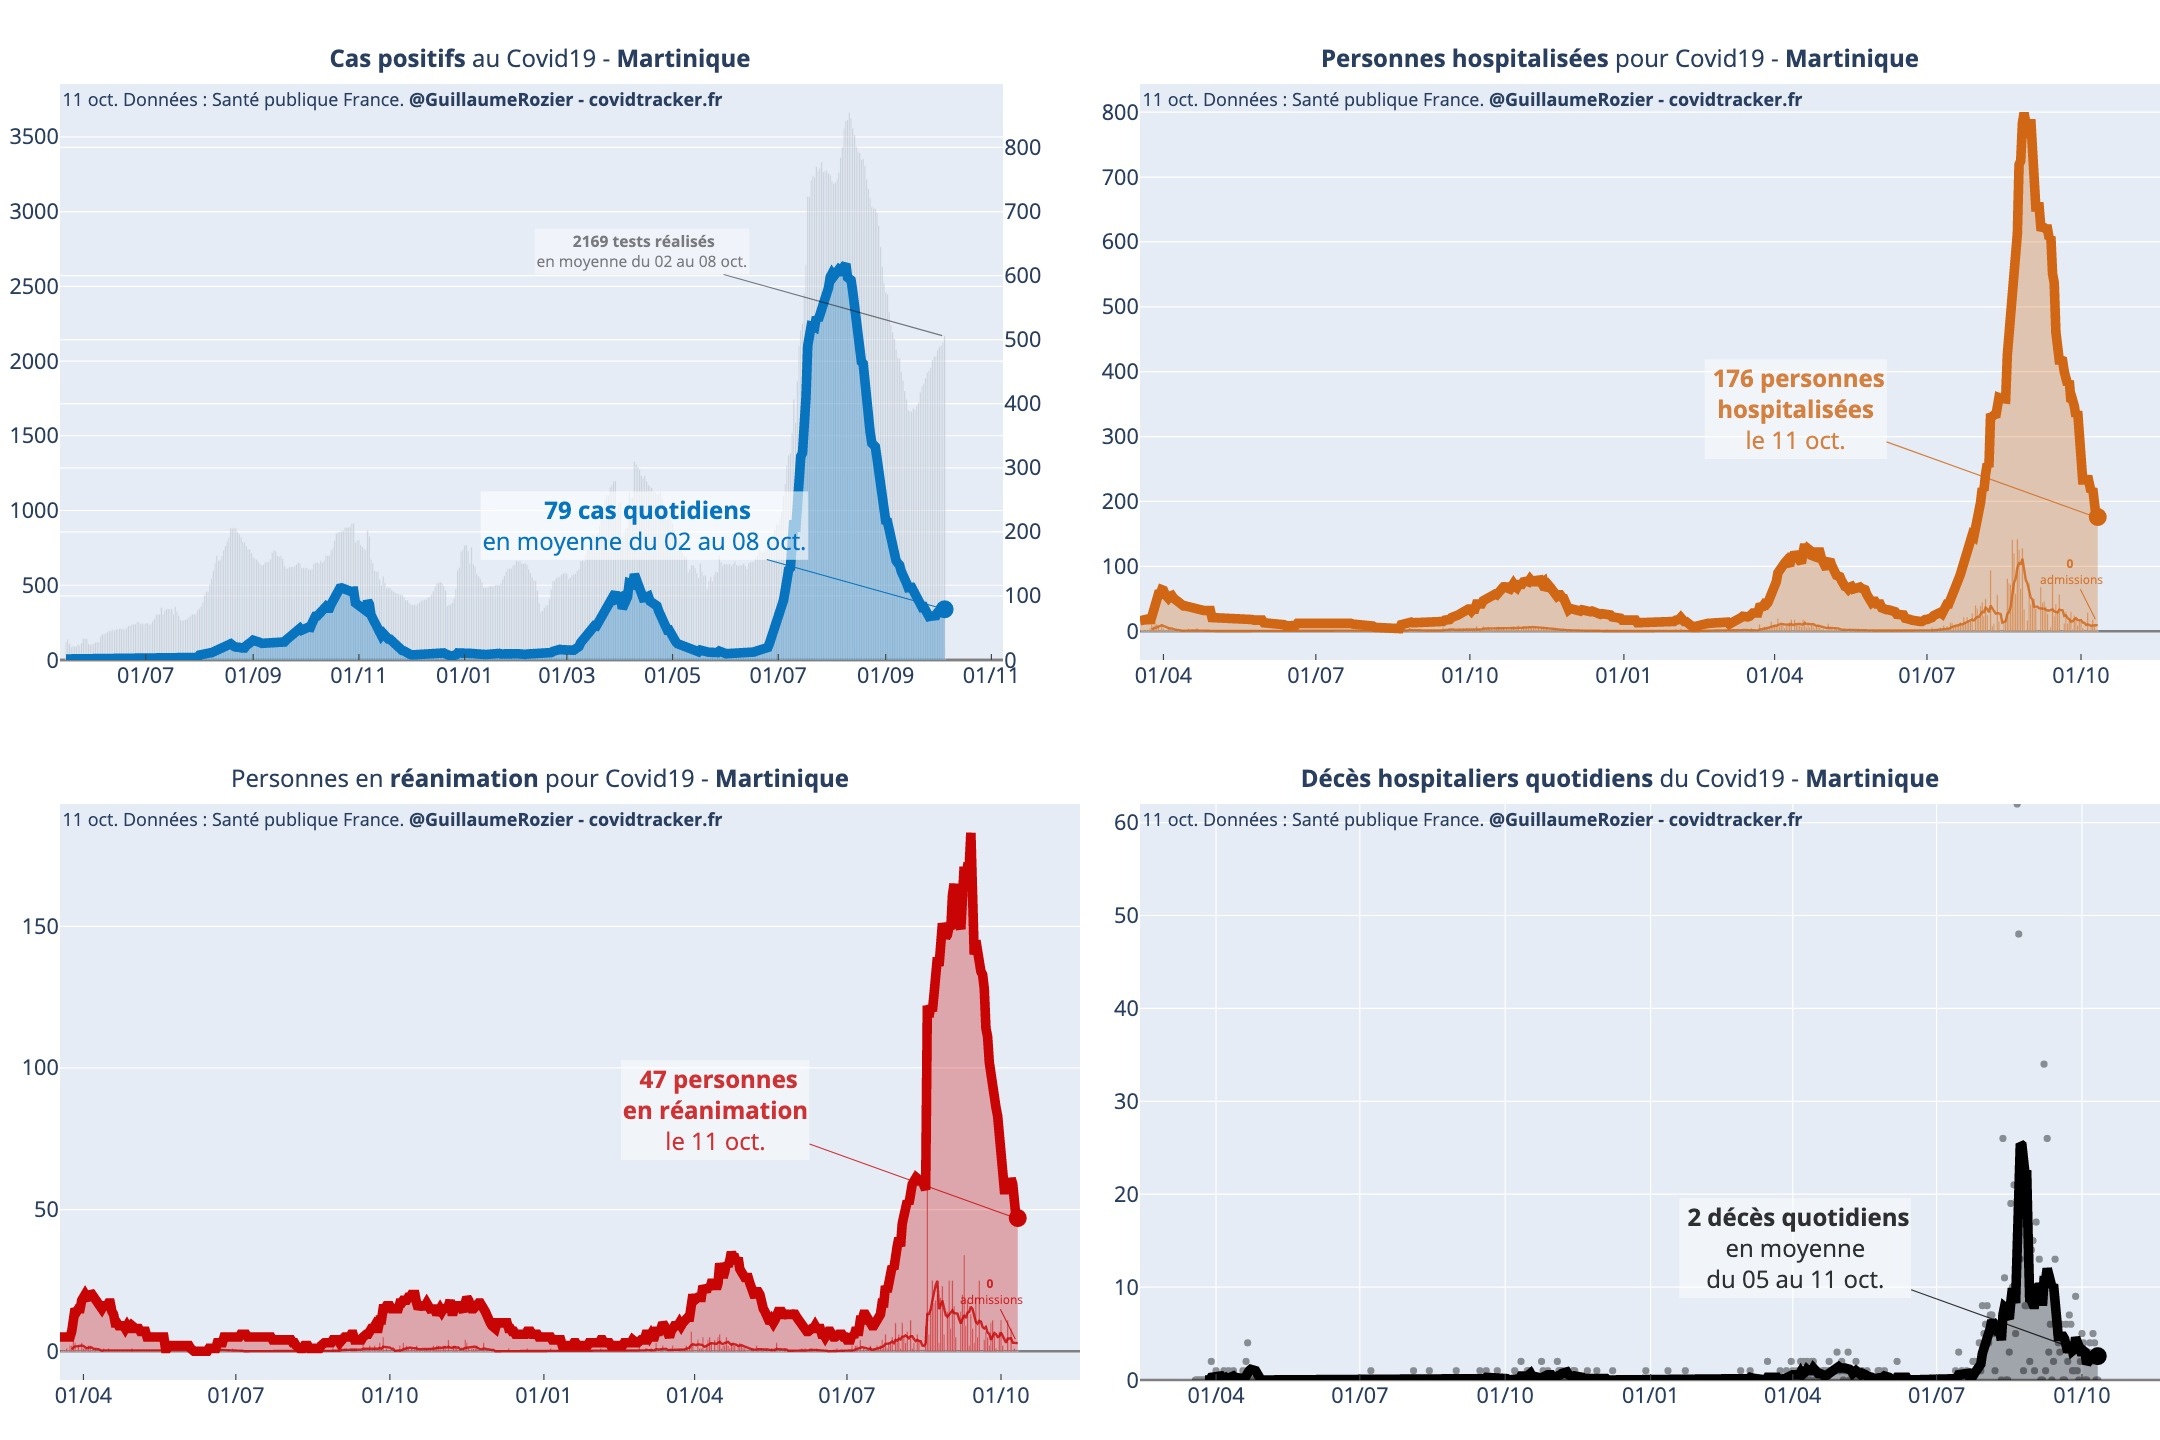 Cas positifs au Covid19 - Martinique
11 oct. Données : Santé publique France. @GuillaumeRozier - covidtracker.fr
3500
3000
2500
2000
1500
1000
500
0
800
700
600
500
400
300
200
100
0
2169 tests réalisés
en moyenne du 02 au 08 oct.
79 cas quotidiens
en moyenne du 02 au 08 oct.
01/07 01/09 01/11 01/01 01/03 01/05 01/07 01/09 01/11
Personnes hospitalisées pour Covid19 - Martinique
11 oct. Données : Santé publique France. @GuillaumeRozier - covidtracker.fr
800
700
600
500
400
300
200
100
0
176 personnes
hospitalisées
le 11 oct.
0
admissions
01/04 01/07 01/10 01/01 01/04 01/07 01/10
Personnes en réanimation pour Covid19 - Martinique
11 oct. Données : Santé publique France. @GuillaumeRozier - covidtracker.fr
150
100
50
0
47 personnes
en réanimation
le 11 oct.
0
admissions
01/04 01/07 01/10 01/01 01/04 01/07 01/10
Décès hospitaliers quotidiens du Covid19 - Martinique
11 oct. Données : Santé publique France. @GuillaumeRozier - covidtracker.fr
60
50
40
30
20
10
0
2 décès quotidiens
en moyenne
du 05 au 11 oct.
01/04 01/07 01/10 01/01 01/04 01/07 01/10